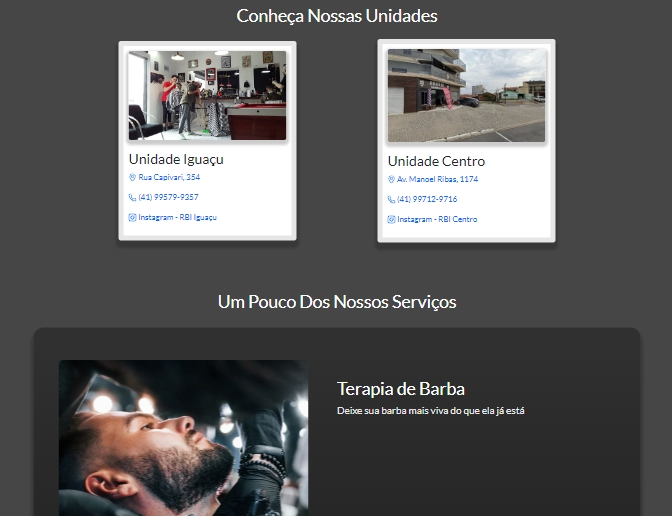 Conheça Nossas Unidades
Unidade Iguaçu
Rua Capivari, 354
(41) 99579-9357
Instagram - RBI Iguaçu
Unidade Centro
Av. Manoel Ribas, 1174
(41) 99712-9716
Instagram - RBI Centro
Um Pouco Dos Nossos Serviços
Terapia de Barba
Deixe sua barba mais viva do que ela já está